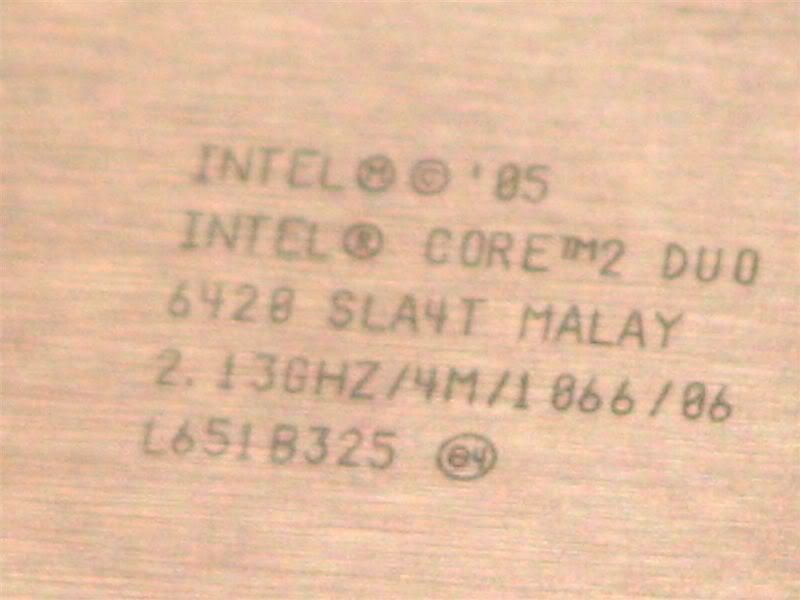 INTEL Ⓜ © '05
INTEL® CORE™2 DUO
6420 SLA4T MALAY
2.13GHZ/4M/1066/06
L651B325 e4